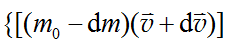 {[(m₀ − dm)(v⃗ + dv⃗)